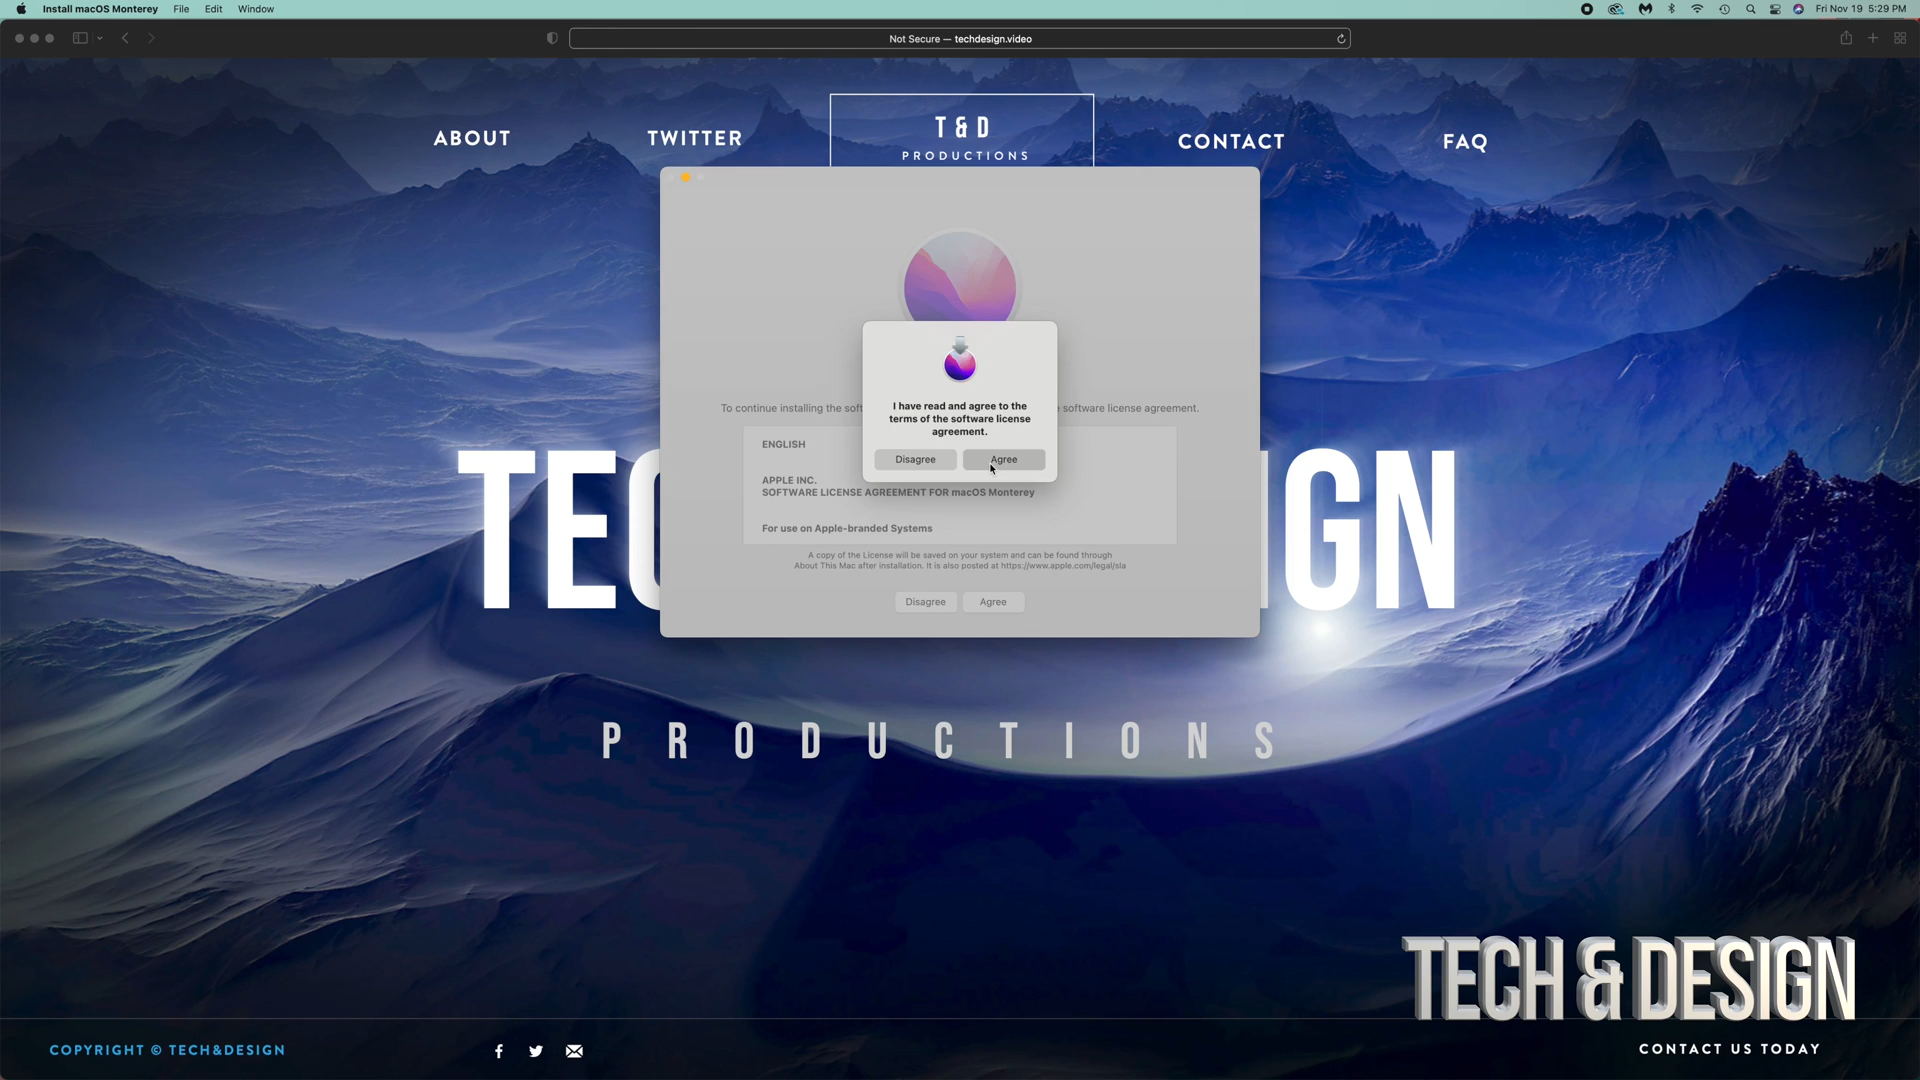 Install macOS Monterey File Edit Window Fri Nov 19 5:29 PM
Not Secure — techdesign.video
ABOUT TWITTER T & D CONTACT FAQ
PRODUCTIONS
I have read and agree to the
terms of the software license
agreement.
Disagree Agree
To continue installing the software license agreement.
ENGLISH
APPLE INC.
SOFTWARE LICENSE AGREEMENT FOR macOS Monterey
For use on Apple-branded Systems
A copy of the License will be saved on your system and can be found through
About This Mac after installation. It is also posted at https://www.apple.com/legal/sla
Disagree Agree
TEC IGN
PRODUCTIONS
TECH & DESIGN
COPYRIGHT © TECH&DESIGN CONTACT US TODAY